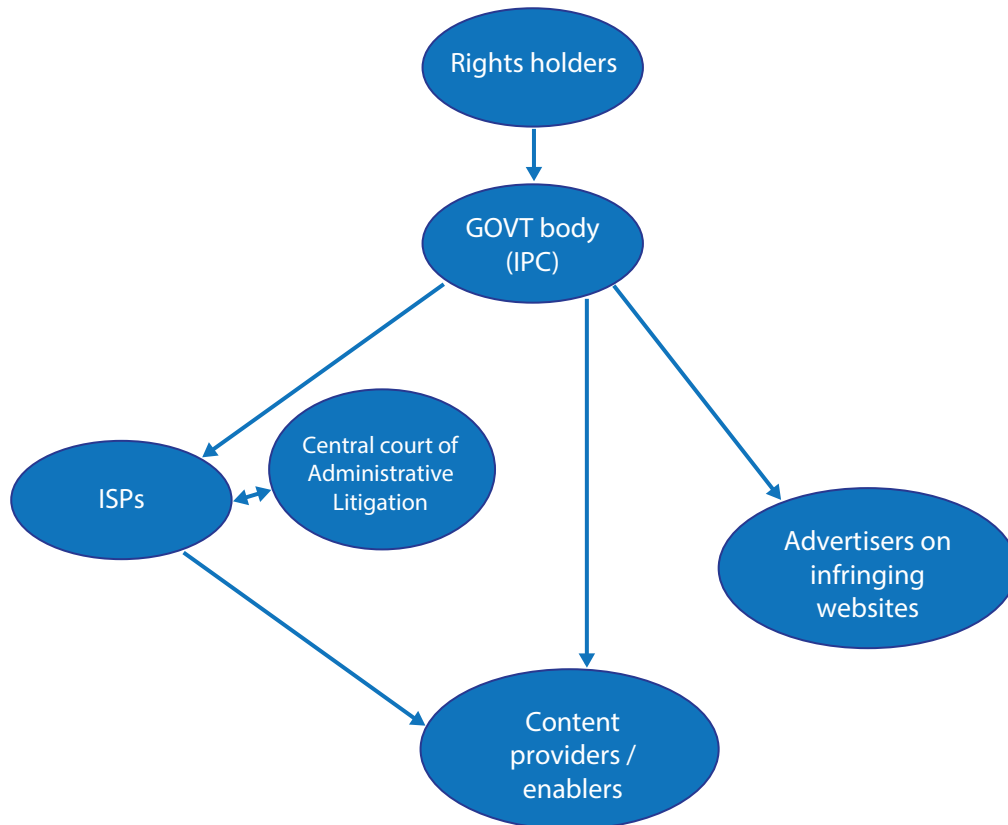 Rights holders
GOVT body
(IPC)
Central court of
Administrative
Litigation
ISPs
Advertisers on
infringing
websites
Content
providers /
enablers